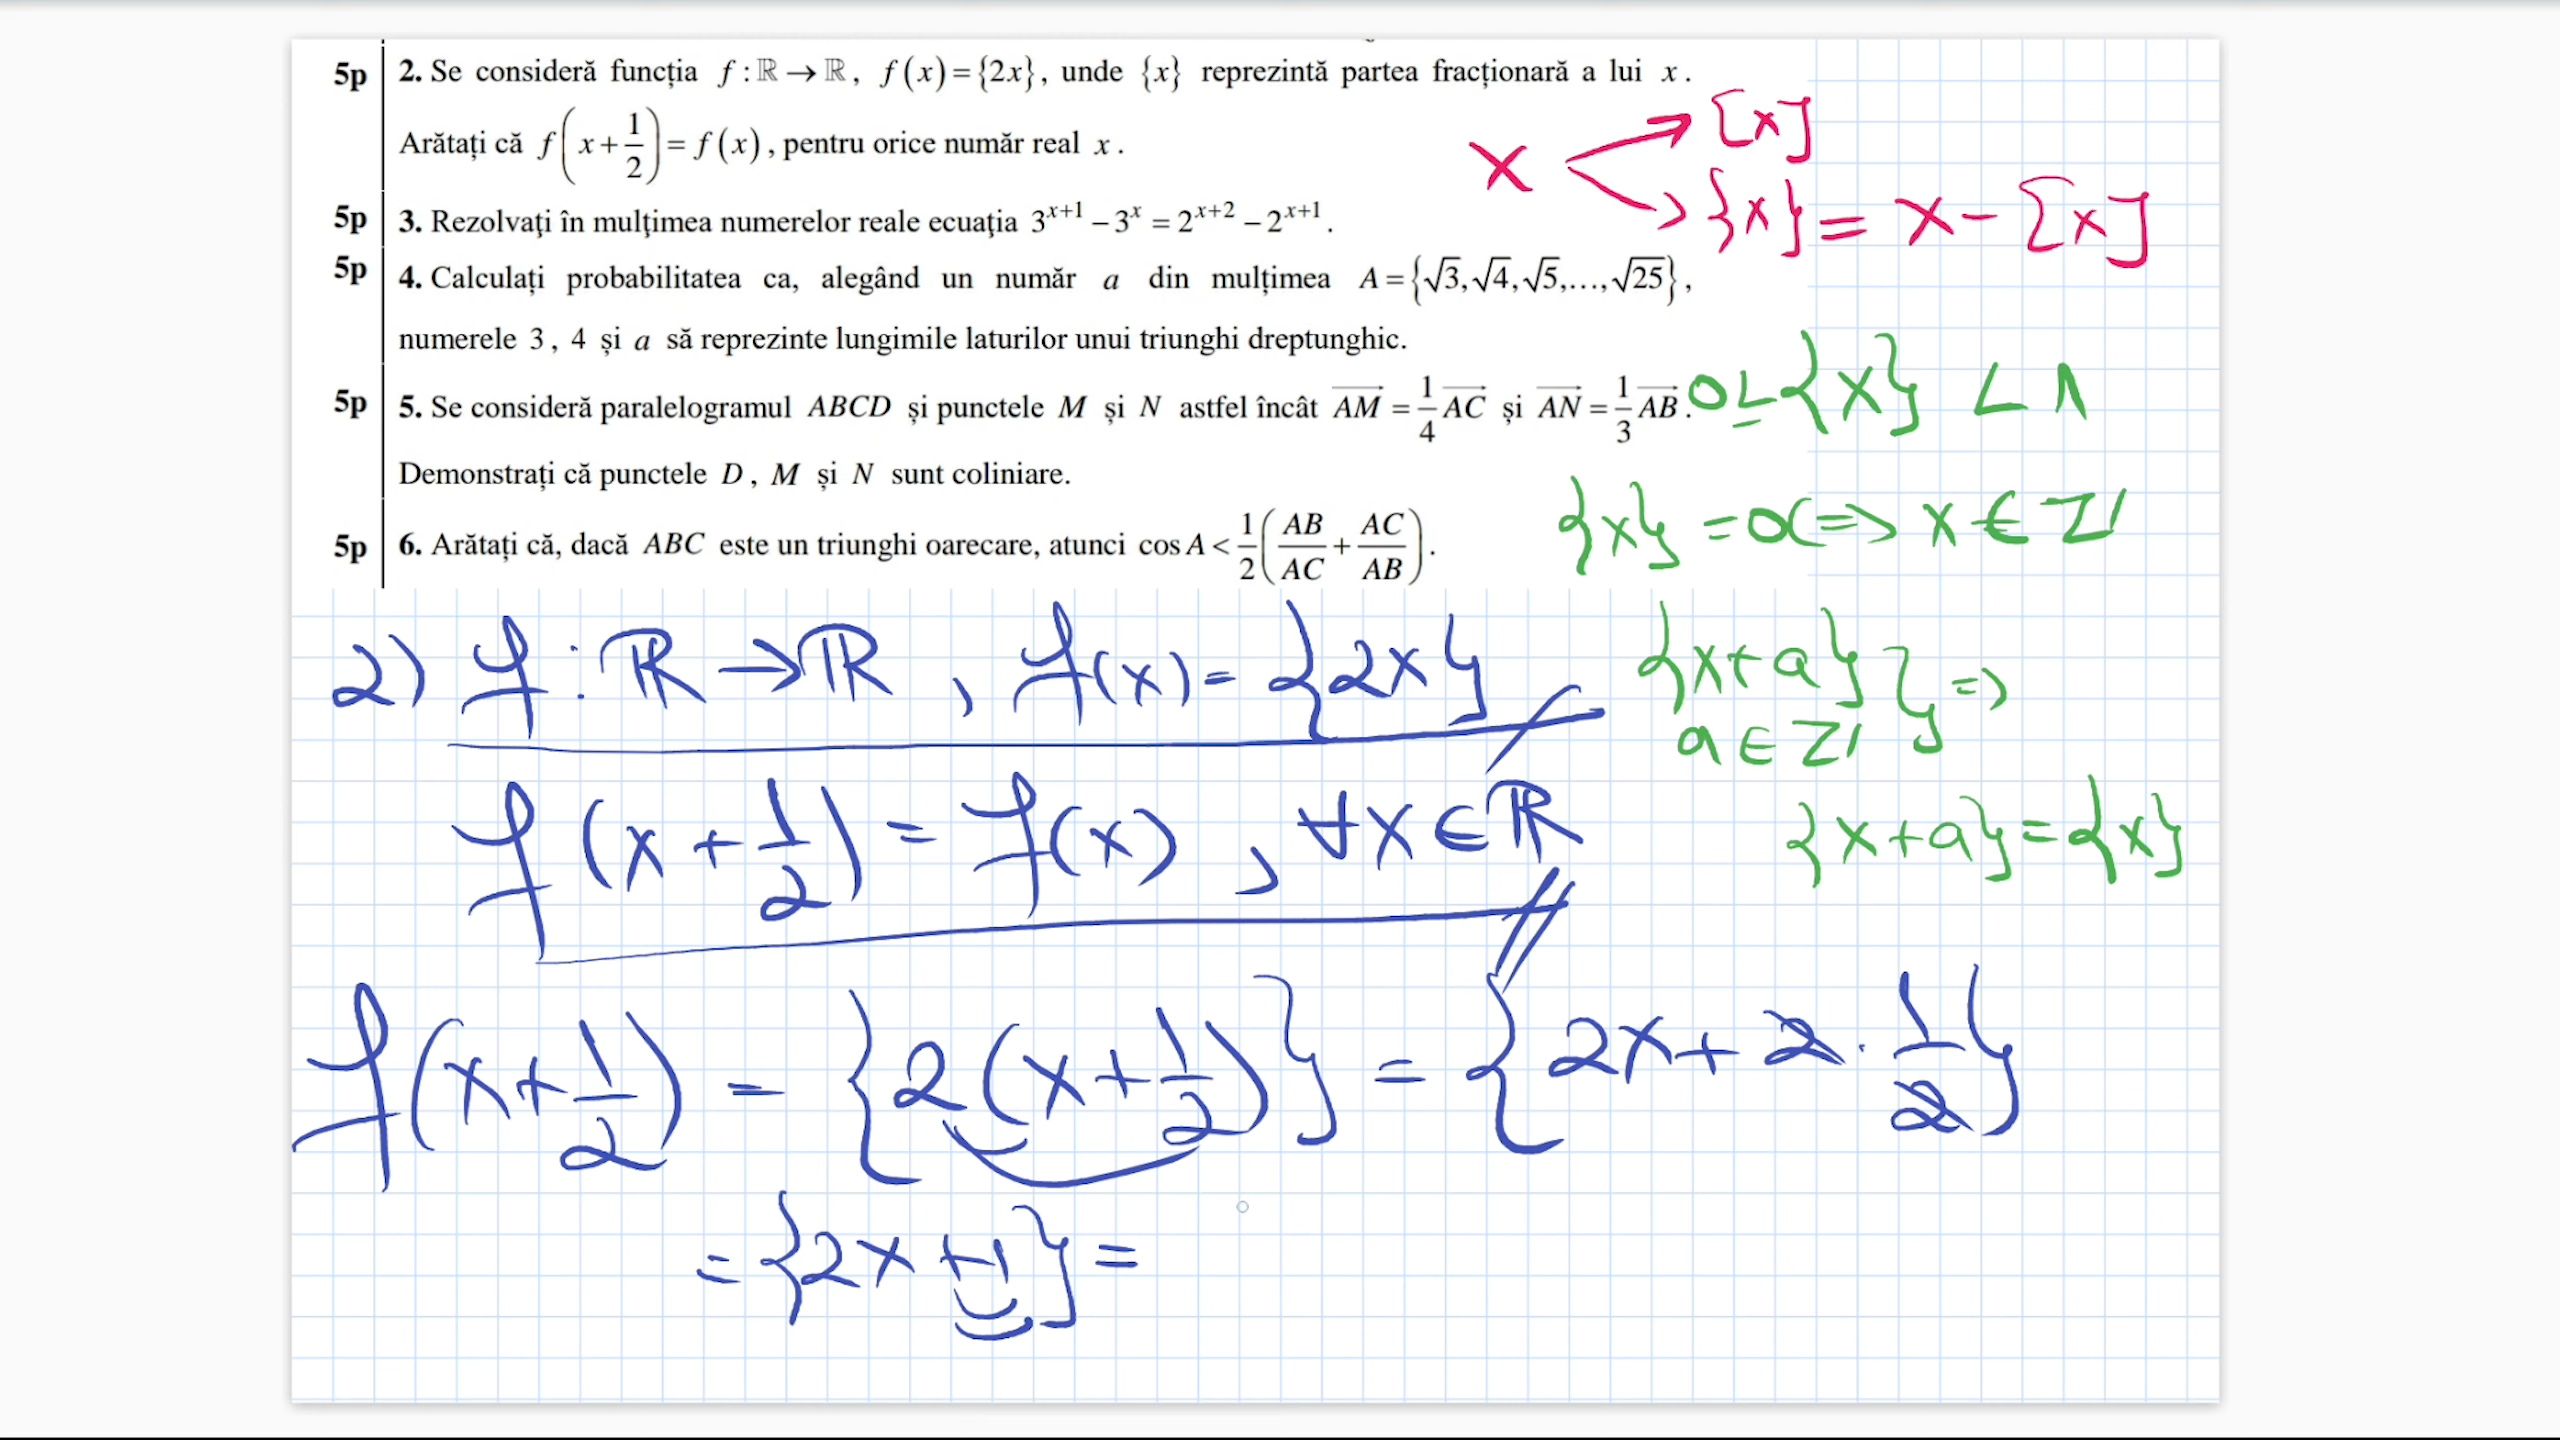 5p 2. Se consideră funcția f : ℝ → ℝ, f(x) = {2x}, unde {x} reprezintă partea fracționară a lui x.
Arătați că f(x + 1/2) = f(x), pentru orice număr real x.
5p 3. Rezolvaţi în mulţimea numerelor reale ecuaţia 3^(x+1) − 3^x = 2^(x+2) − 2^(x+1).
5p 4. Calculați probabilitatea ca, alegând un număr a din mulțimea A = {√3, √4, √5, ..., √25},
numerele 3, 4 și a să reprezinte lungimile laturilor unui triunghi dreptunghic.
5p 5. Se consideră paralelogramul ABCD și punctele M și N astfel încât AM = 1/4 AC și AN = 1/3 AB.
Demonstrați că punctele D, M și N sunt coliniare.
5p 6. Arătați că, dacă ABC este un triunghi oarecare, atunci cos A < 1/2 (AB/AC + AC/AB).
x → [x]
→ {x} = x − [x]
0 ≤ {x} < 1
{x} = 0 (=> x ∈ ℤ
{x+a}
a ∈ ℤ } =>
{x+a} = {x}
2) f : ℝ → ℝ, f(x) = {2x}
f(x + 1/2) = f(x), ∀x ∈ ℝ
f(x + 1/2) = {2(x + 1/2)} = {2x + 2 · 1/2}
= {2x + 1} =